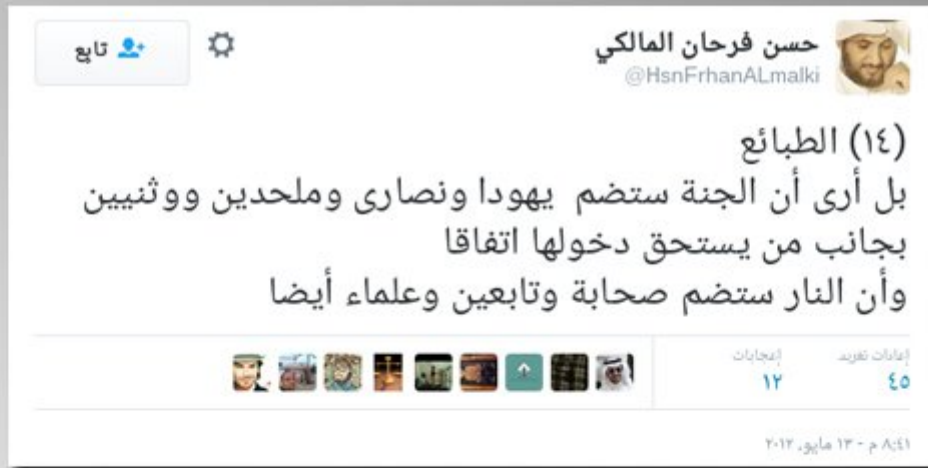 حسن فرحان المالكي
@HsnFrhanALmalki
تابع
(١٤) الطبائع
بل أرى أن الجنة ستضم يهودا ونصارى وملحدين ووثنيين
بجانب من يستحق دخولها اتفاقا
وأن النار ستضم صحابة وتابعين وعلماء أيضا
إعادات تغريد
٤٥
إعجابات
١٢
٨:٤١ م - ١٣ مايو، ٢٠١٢